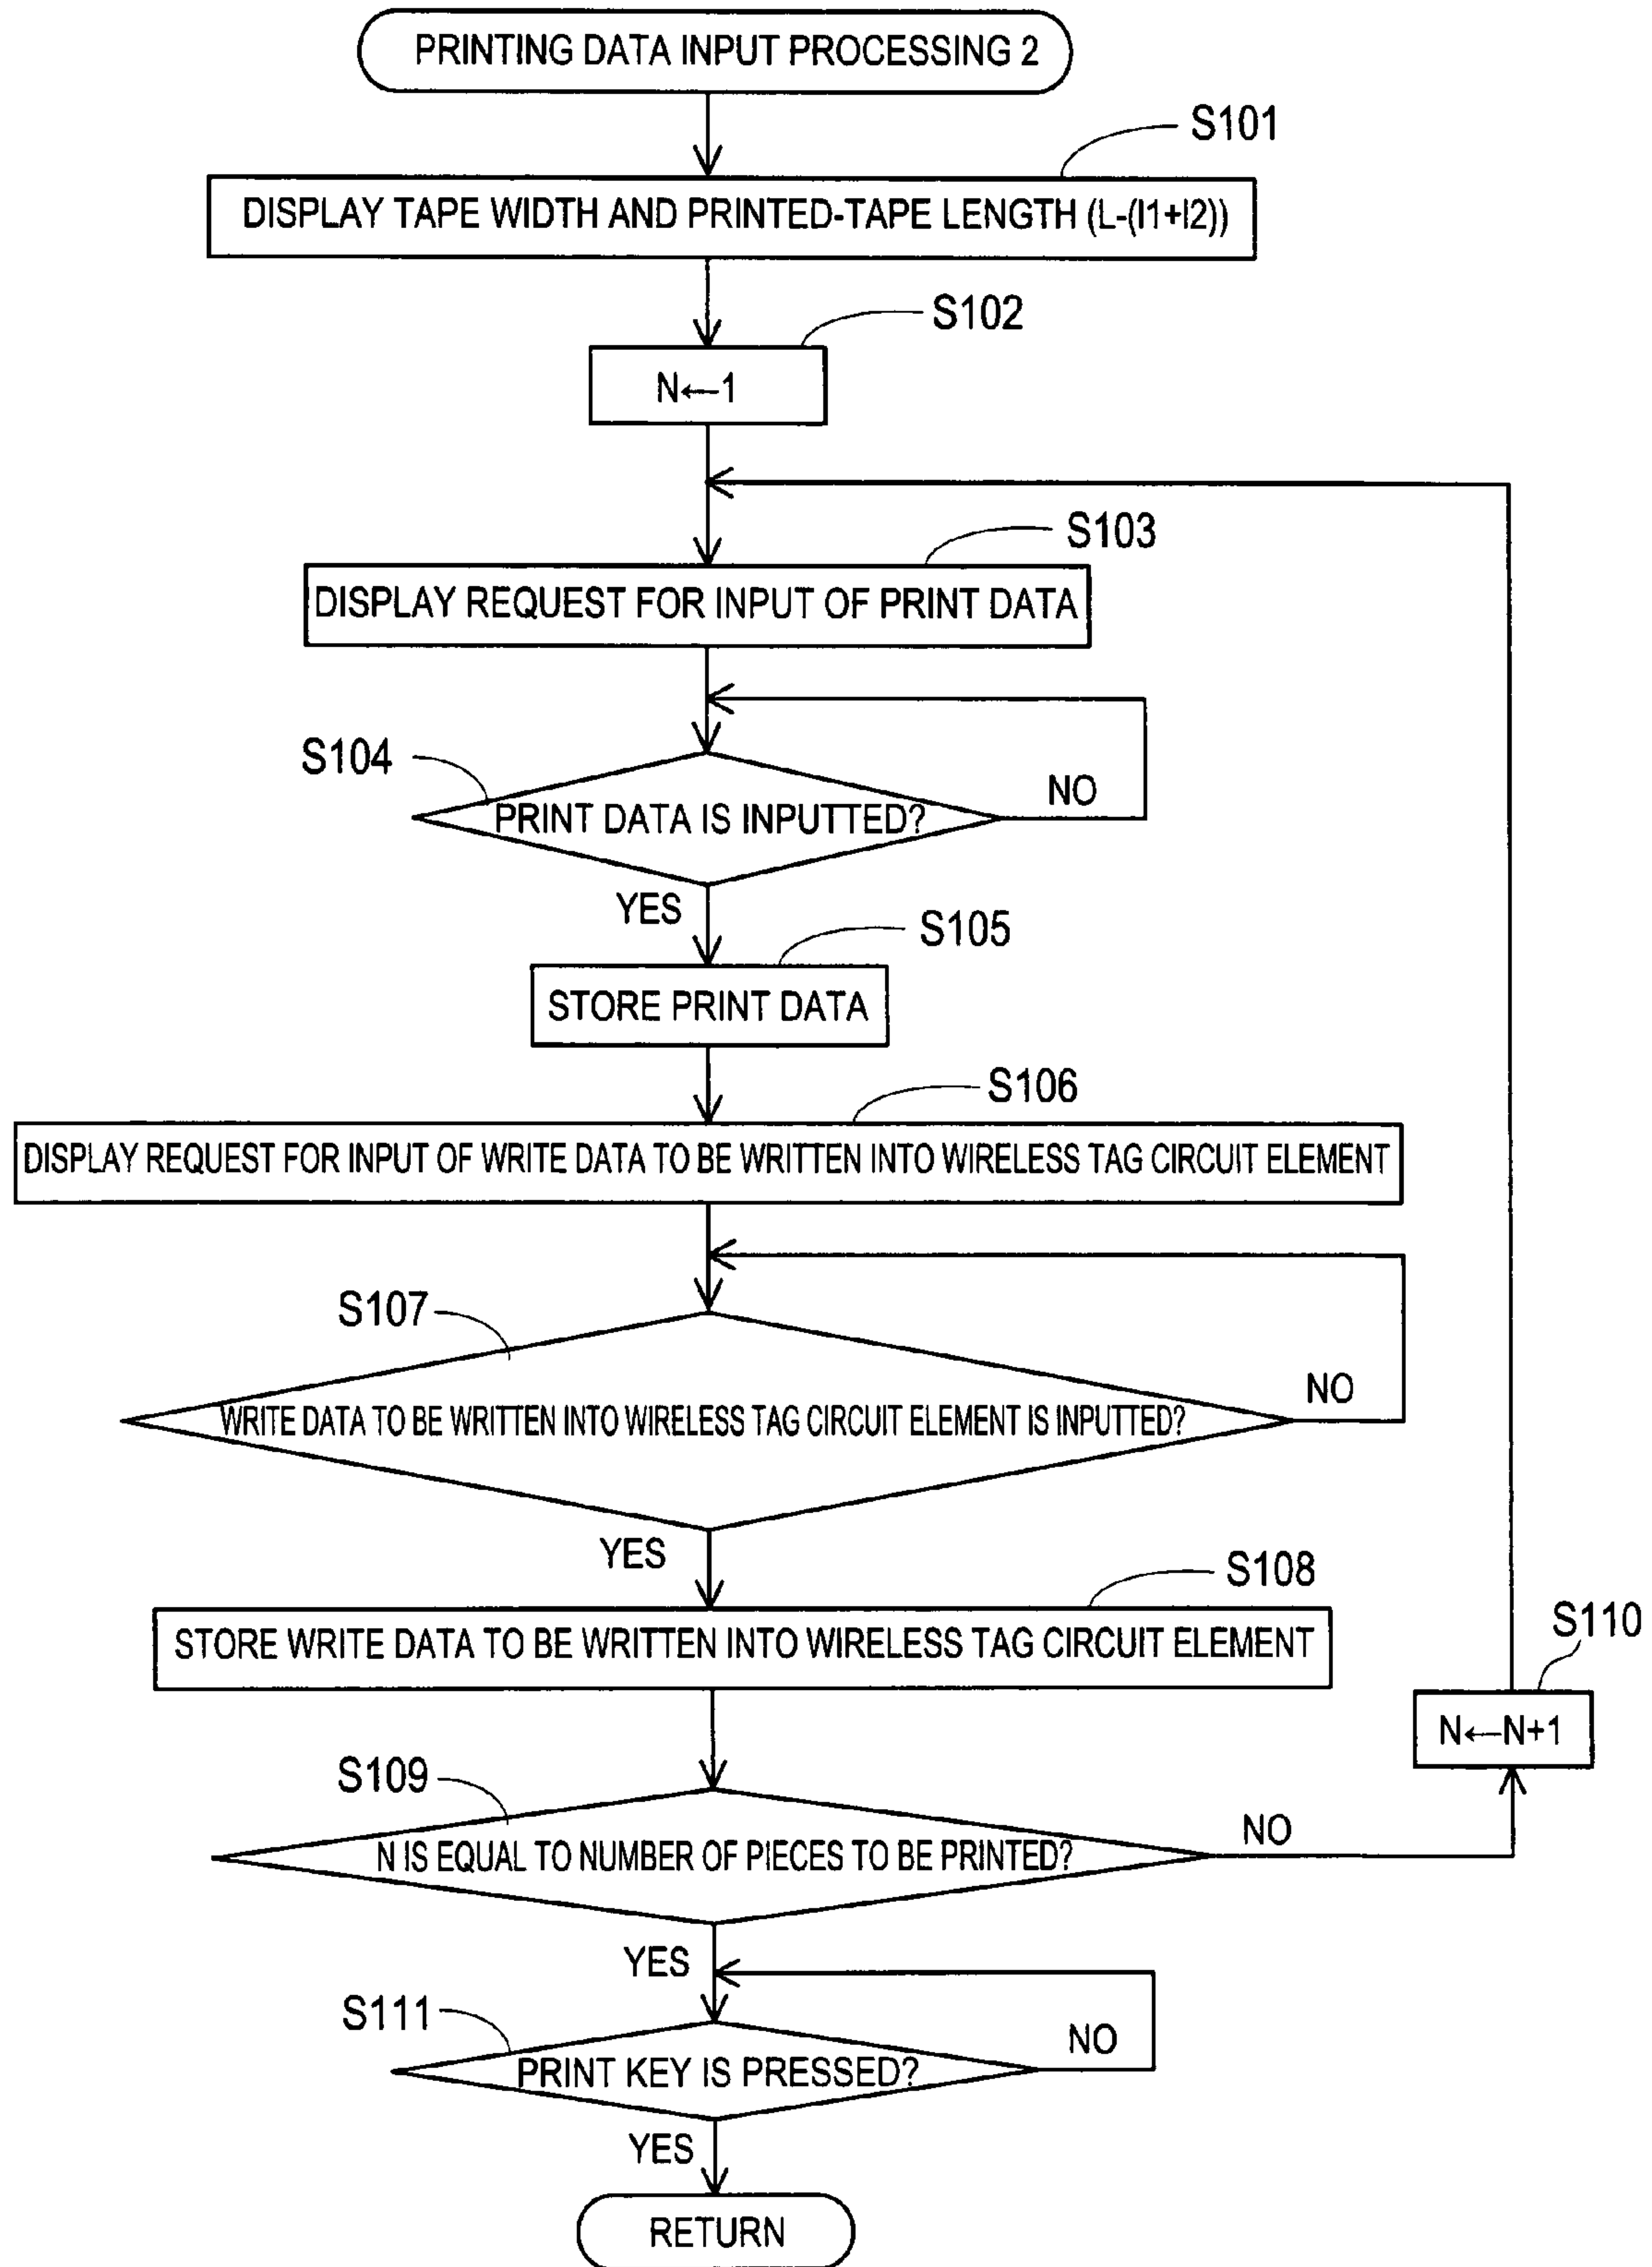 PRINTING DATA INPUT PROCESSING 2
S101
DISPLAY TAPE WIDTH AND PRINTED-TAPE LENGTH (L-(l1+l2))
S102
N←1
S103
DISPLAY REQUEST FOR INPUT OF PRINT DATA
S104
NO
PRINT DATA IS INPUTTED?
YES
S105
STORE PRINT DATA
S106
DISPLAY REQUEST FOR INPUT OF WRITE DATA TO BE WRITTEN INTO WIRELESS TAG CIRCUIT ELEMENT
S107
NO
WRITE DATA TO BE WRITTEN INTO WIRELESS TAG CIRCUIT ELEMENT IS INPUTTED?
YES
S108
STORE WRITE DATA TO BE WRITTEN INTO WIRELESS TAG CIRCUIT ELEMENT
S110
N←N+1
S109
NO
N IS EQUAL TO NUMBER OF PIECES TO BE PRINTED?
YES
S111
NO
PRINT KEY IS PRESSED?
YES
RETURN